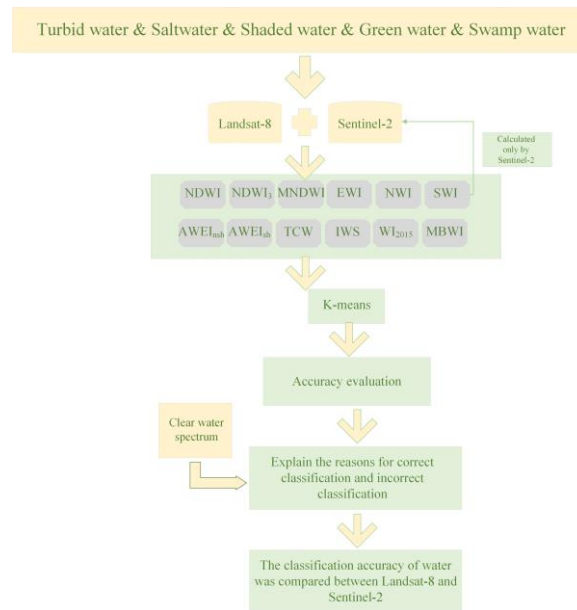 Turbid water & Saltwater & Shaded water & Green water & Swamp water
Landsat-8
Sentinel-2
Calculated
only by
Sentinel-2
NDWI NDWI₃ MNDWI EWI NWI SWI
AWEIₙₛₕ AWEIₛₕ TCW IWS WI₂₀₁₅ MBWI
K-means
Accuracy evaluation
Clear water
spectrum
Explain the reasons for correct
classification and incorrect
classification
The classification accuracy of water
was compared between Landsat-8 and
Sentinel-2